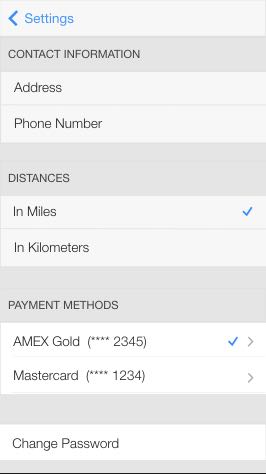 Settings
CONTACT INFORMATION
Address
Phone Number
DISTANCES
In Miles
In Kilometers
PAYMENT METHODS
AMEX Gold (**** 2345)
Mastercard (**** 1234)
Change Password